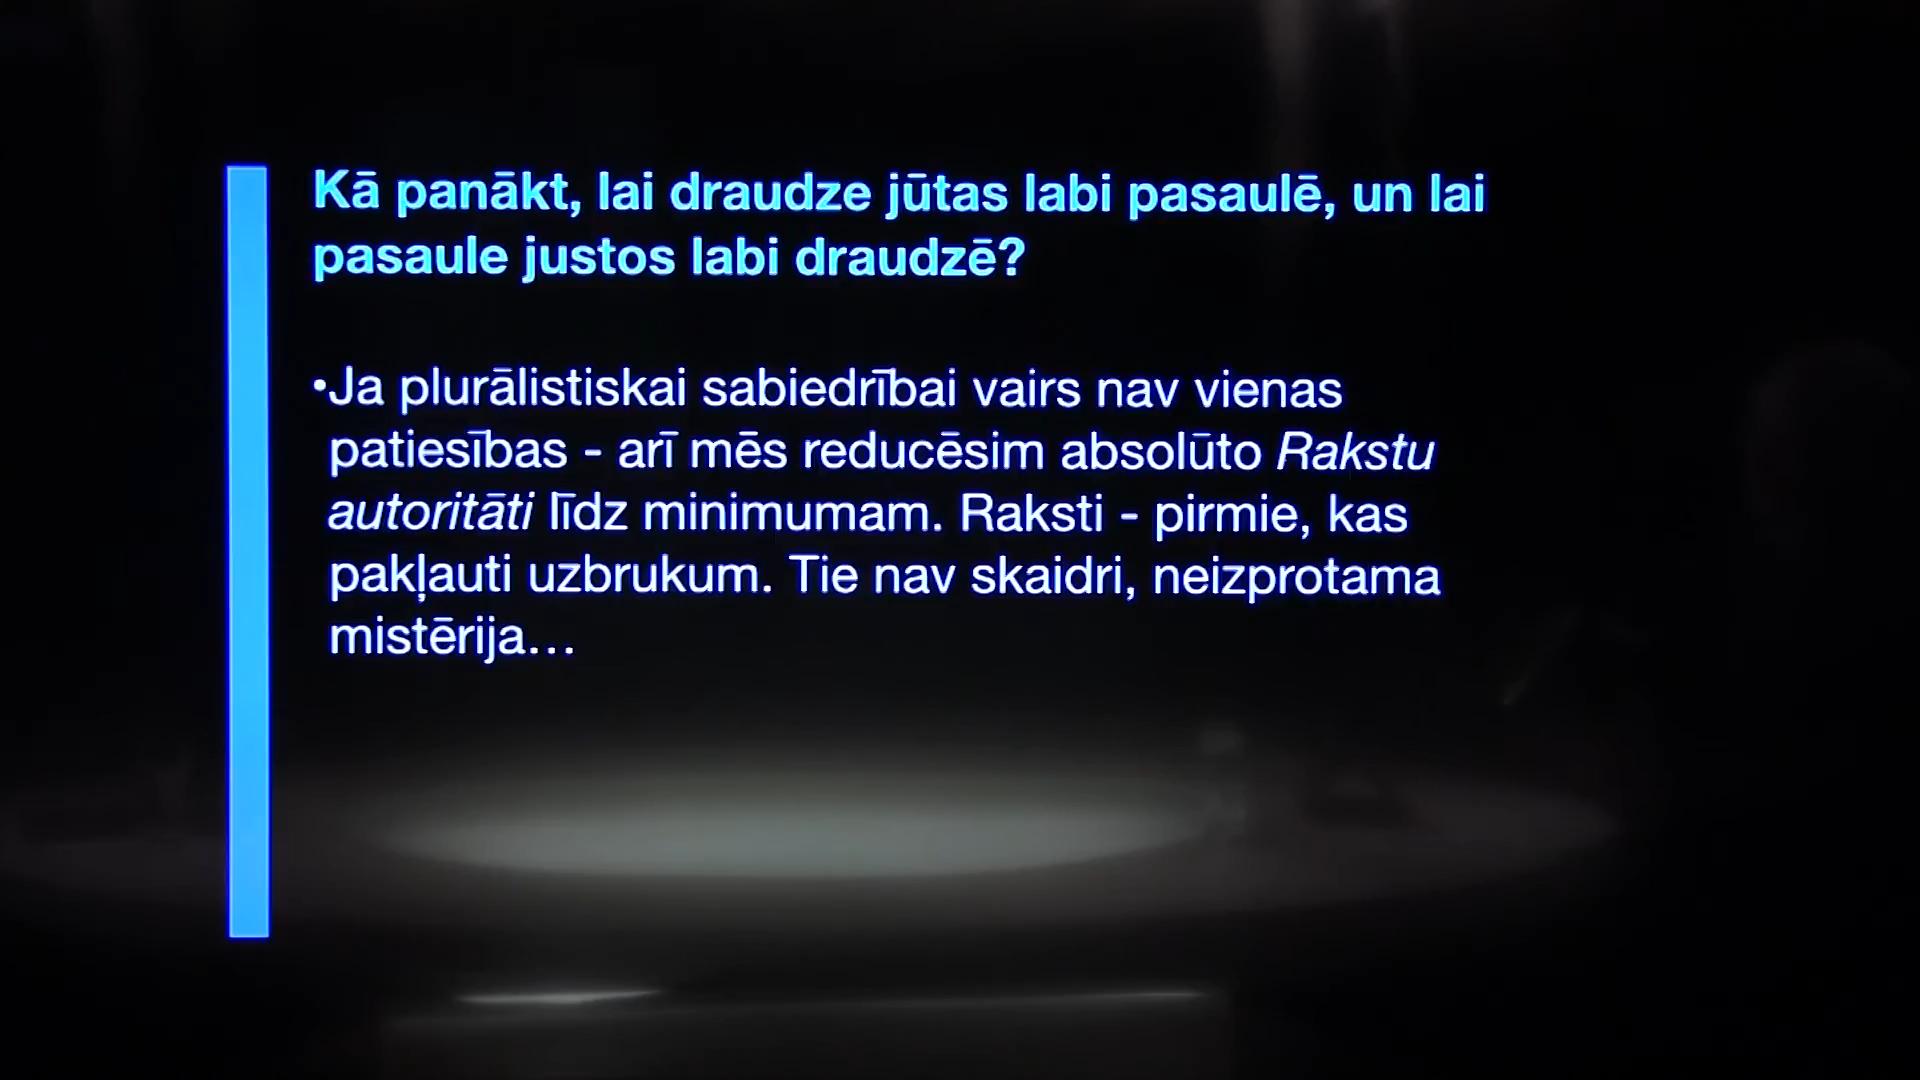 Kā panākt, lai draudze jūtas labi pasaulē, un lai
pasaule justos labi draudzē?
•Ja plurālistiskai sabiedrībai vairs nav vienas
patiesības - arī mēs reducēsim absolūto Rakstu
autoritāti līdz minimumam. Raksti - pirmie, kas
pakļauti uzbrukum. Tie nav skaidri, neizprotama
mistērija…